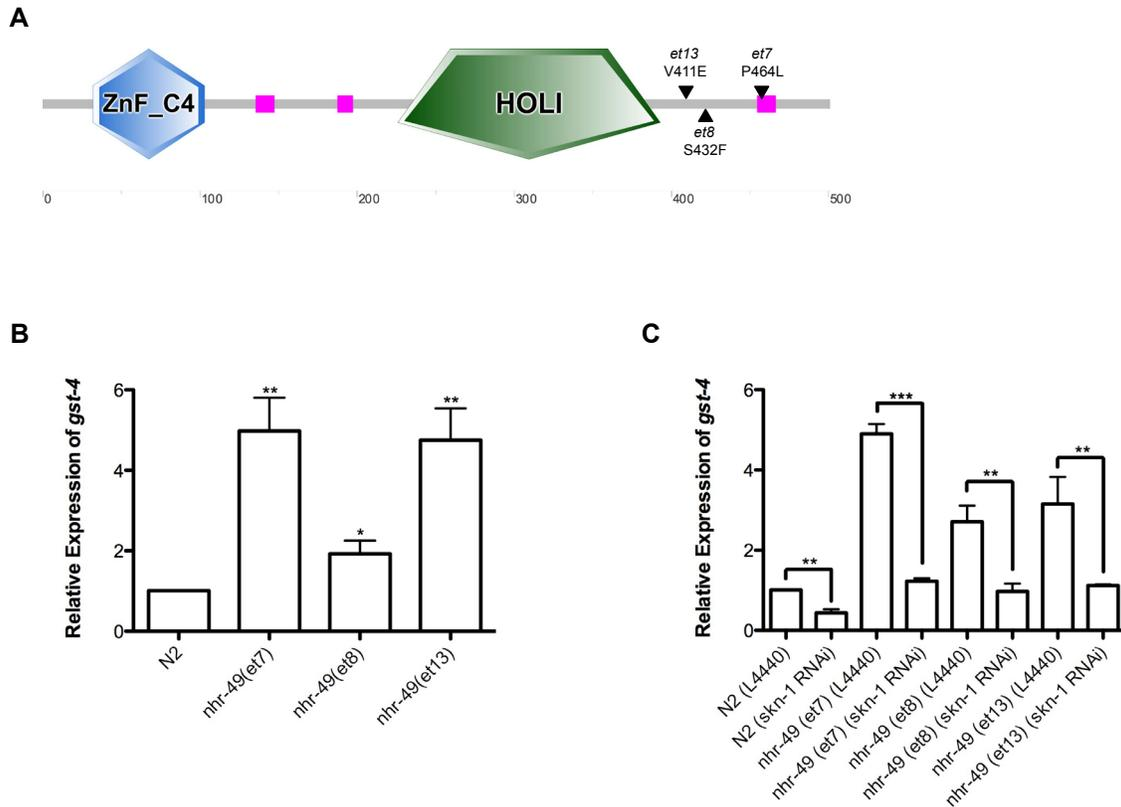 A
et13
V411E
et7
P464L
ZnF_C4
HOLI
et8
S432F
0 100 200 300 400 500
B
Relative Expression of gst-4
6
4
2
0
**
*
**
N2
nhr-49(et7)
nhr-49(et8)
nhr-49(et13)
C
Relative Expression of gst-4
6
4
2
0
**
***
**
**
N2 (L4440)
N2 (skn-1 RNAi)
nhr-49 (et7) (L4440)
nhr-49 (et7) (skn-1 RNAi)
nhr-49 (et8) (L4440)
nhr-49 (et8) (skn-1 RNAi)
nhr-49 (et13) (L4440)
nhr-49 (et13) (skn-1 RNAi)